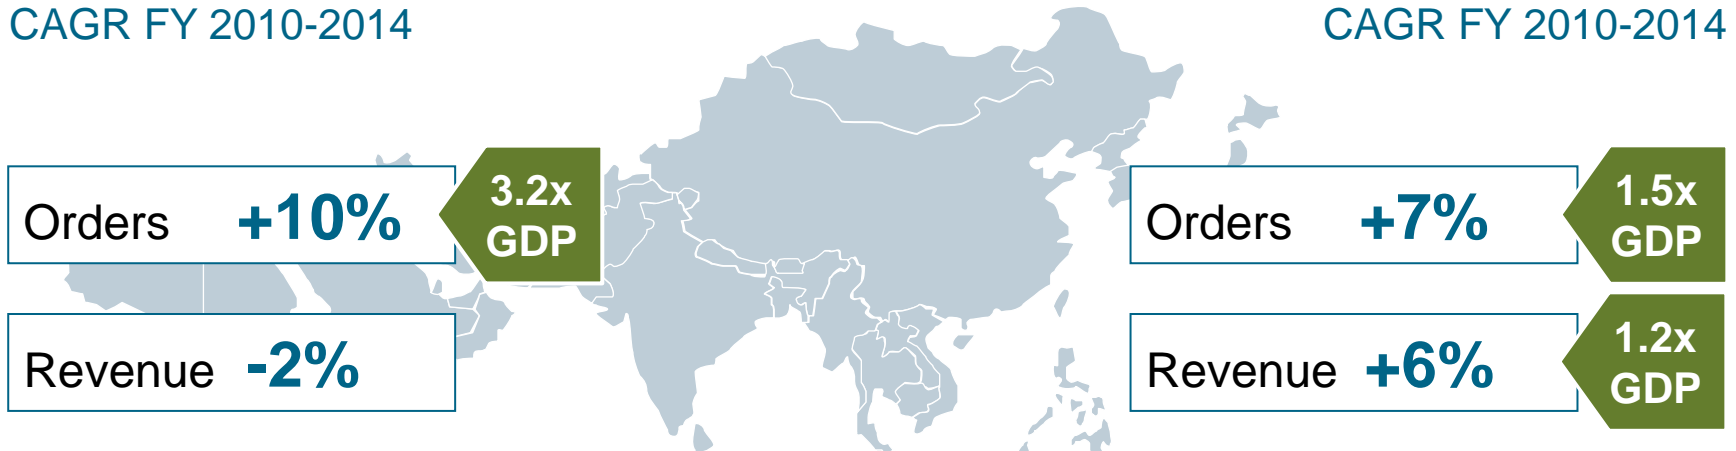 CAGR FY 2010-2014
Orders +10%
3.2x
GDP
Revenue -2%
CAGR FY 2010-2014
Orders +7%
1.5x
GDP
Revenue +6%
1.2x
GDP